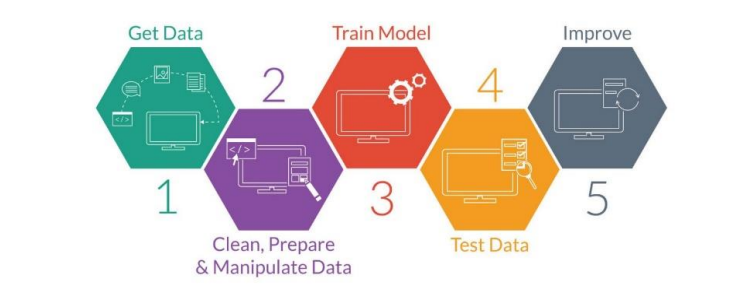 Get Data
1
2
Clean, Prepare
& Manipulate Data
Train Model
3
4
Test Data
Improve
5
</>
</>